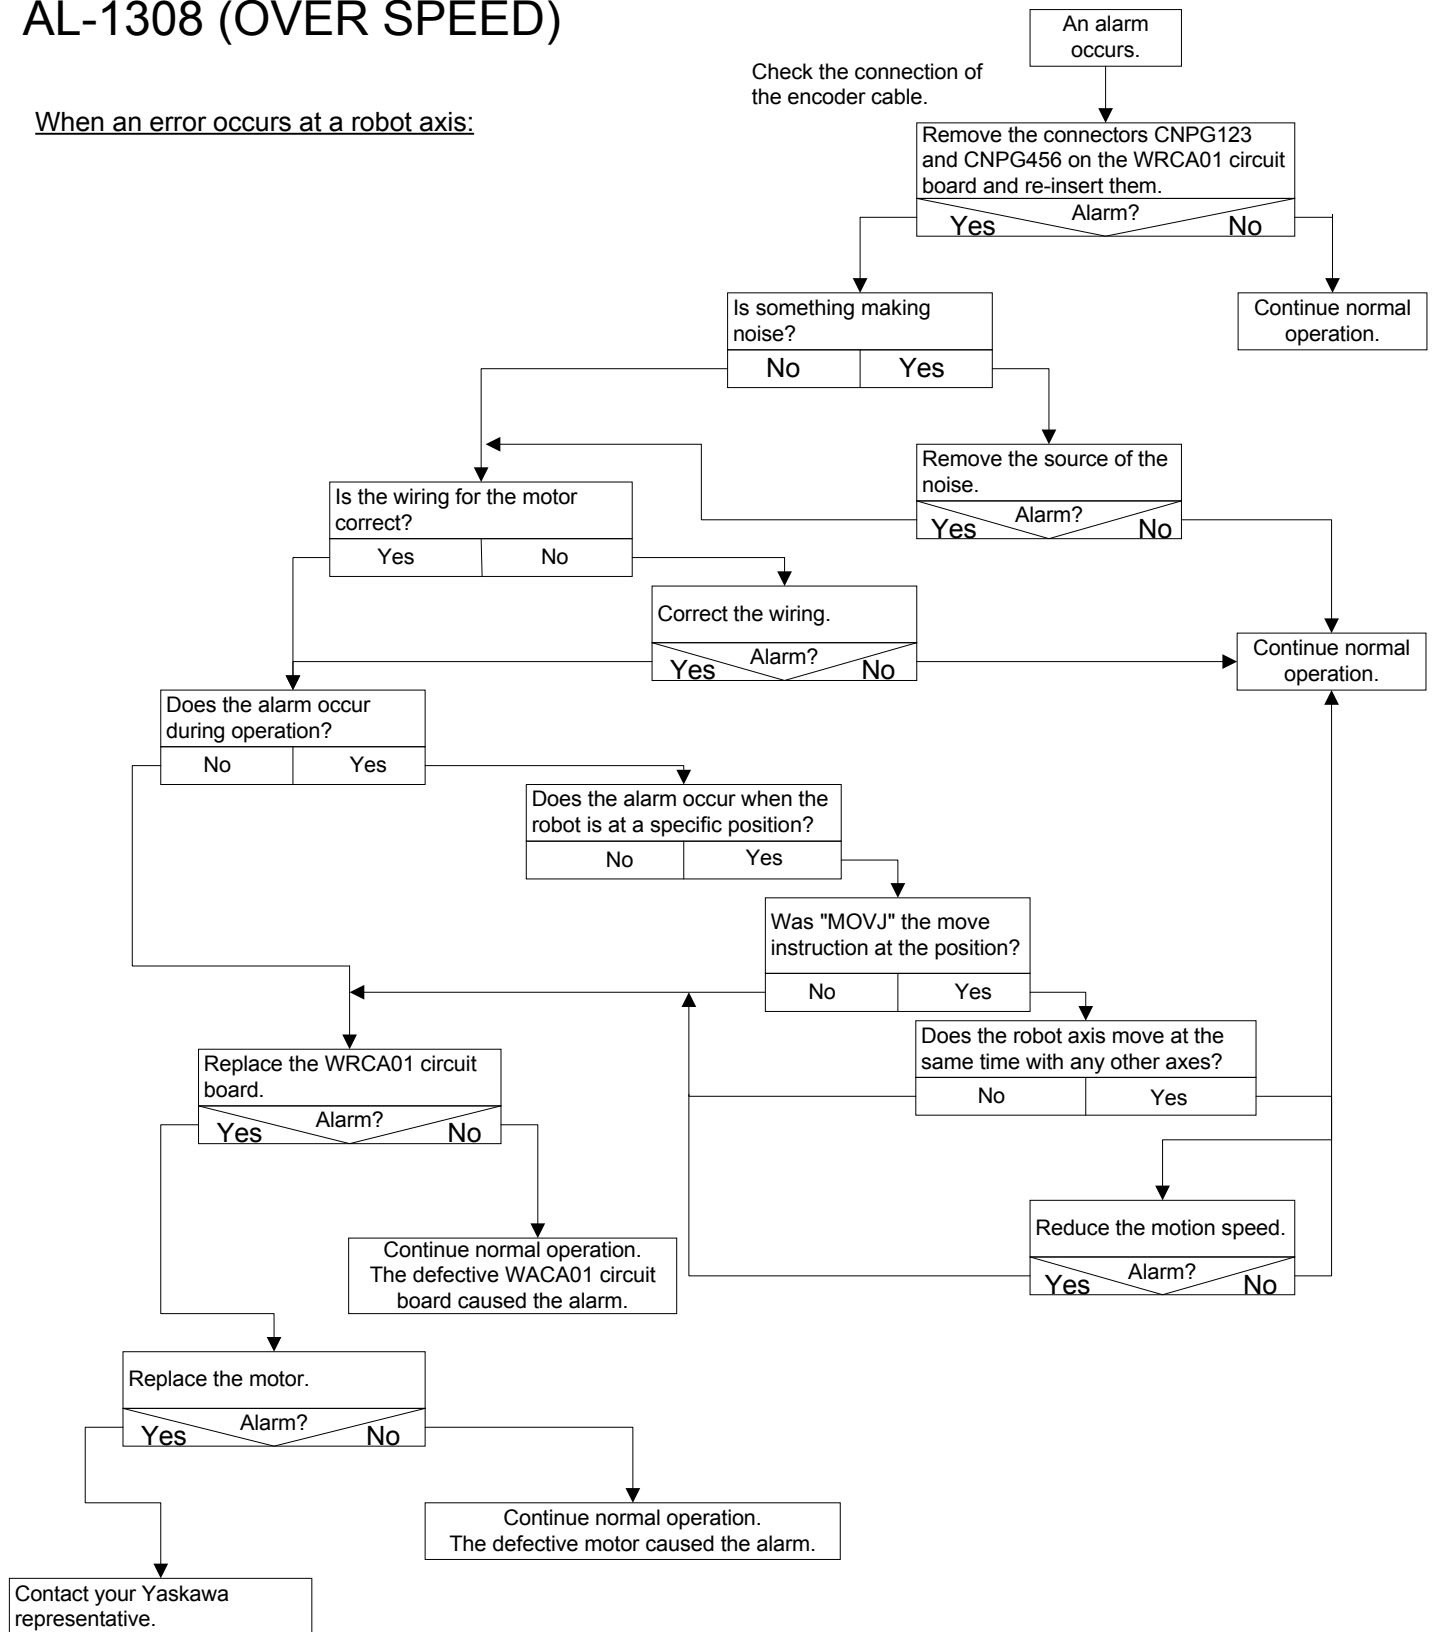 AL-1308 (OVER SPEED)
When an error occurs at a robot axis:
An alarm
occurs.
Check the connection of
the encoder cable.
Remove the connectors CNPG123
and CNPG456 on the WRCA01 circuit
board and re-insert them.
Alarm?
Yes
No
Continue normal
operation.
Is something making
noise?
No
Yes
Remove the source of the
noise.
Alarm?
Yes
No
Is the wiring for the motor
correct?
Yes
No
Correct the wiring.
Alarm?
Yes
No
Continue normal
operation.
Does the alarm occur
during operation?
No
Yes
Does the alarm occur when the
robot is at a specific position?
No
Yes
Was "MOVJ" the move
instruction at the position?
No
Yes
Does the robot axis move at the
same time with any other axes?
No
Yes
Replace the WRCA01 circuit
board.
Alarm?
Yes
No
Reduce the motion speed.
Alarm?
Yes
No
Continue normal operation.
The defective WACA01 circuit
board caused the alarm.
Replace the motor.
Alarm?
Yes
No
Continue normal operation.
The defective motor caused the alarm.
Contact your Yaskawa
representative.